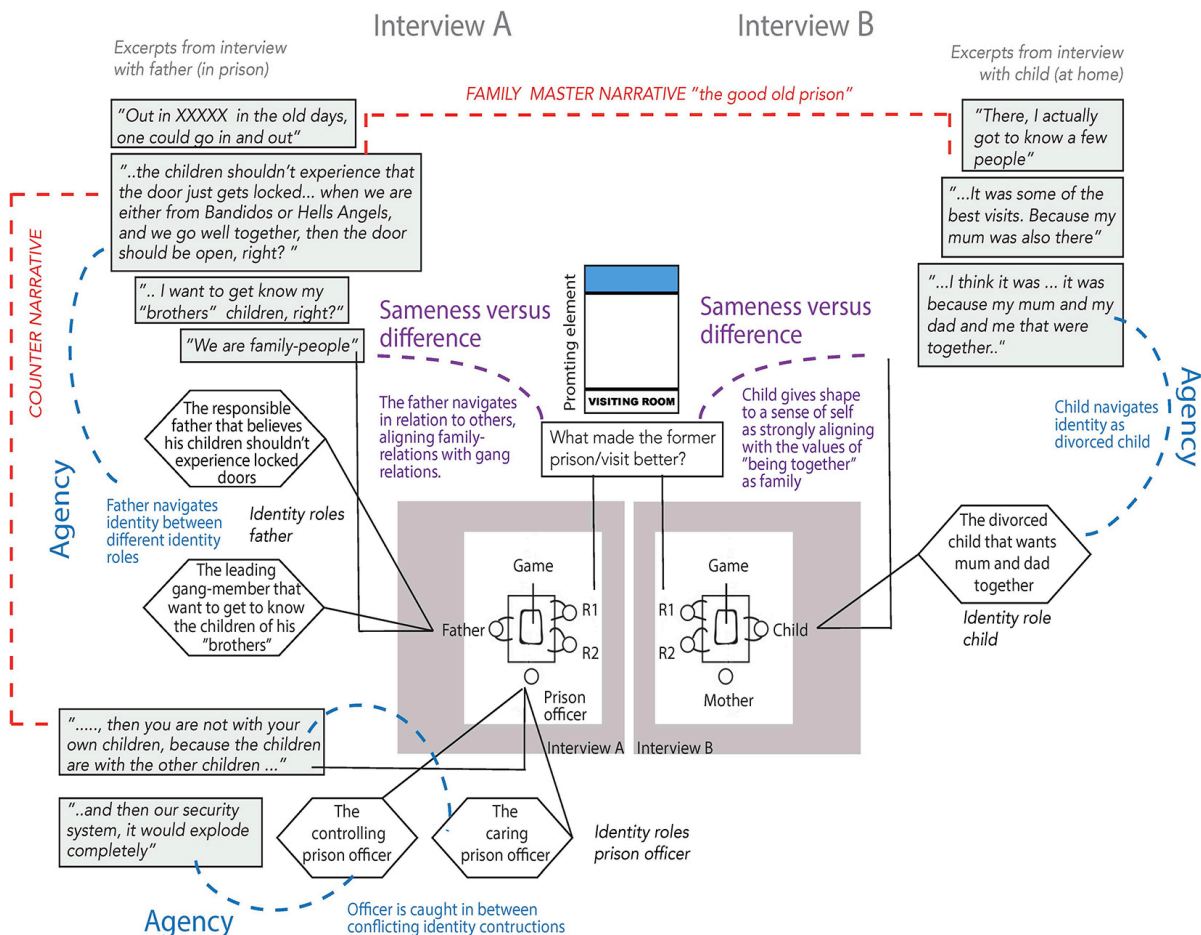 Interview A
Interview B
Excerpts from interview
with father (in prison)
Excerpts from interview
with child (at home)
FAMILY MASTER NARRATIVE "the good old prison"
"Out in XXXXX in the old days,
one could go in and out"
"..the children shouldn't experience that
the door just gets locked... when we are
either from Bandidos or Hells Angels,
and we go well together, then the door
should be open, right? "
".. I want to get know my
"brothers" children, right?"
"We are family-people"
COUNTER NARRATIVE
Agency
"There, I actually
got to know a few
people"
"...It was some of the
best visits. Because my
mum was also there"
"...I think it was ... it was
because my mum and my
dad and me that were
together.."
Sameness versus
difference
The father navigates
in relation to others,
aligning family-
relations with gang
relations.
Promting element
VISITING ROOM
What made the former
prison/visit better?
Sameness versus
difference
Child gives shape
to a sense of self
as strongly aligning
with the values of
"being together"
as family
Agency
Child navigates
identity as
divorced child
The responsible
father that believes
his children shouldn't
experience locked
doors
Father navigates
identity between
different identity
roles
Identity roles
father
The leading
gang-member that
want to get to know
the children of his
"brothers"
Game
Father
R1
R2
Prison
officer
Interview A
Game
R1
R2
Child
Mother
Interview B
The divorced
child that wants
mum and dad
together
Identity role
child
"....., then you are not with your
own children, because the children
are with the other children ..."
"..and then our security
system, it would explode
completely"
The
controlling
prison officer
The
caring
prison officer
Identity roles
prison officer
Agency
Officer is caught in between
conflicting identity contructions